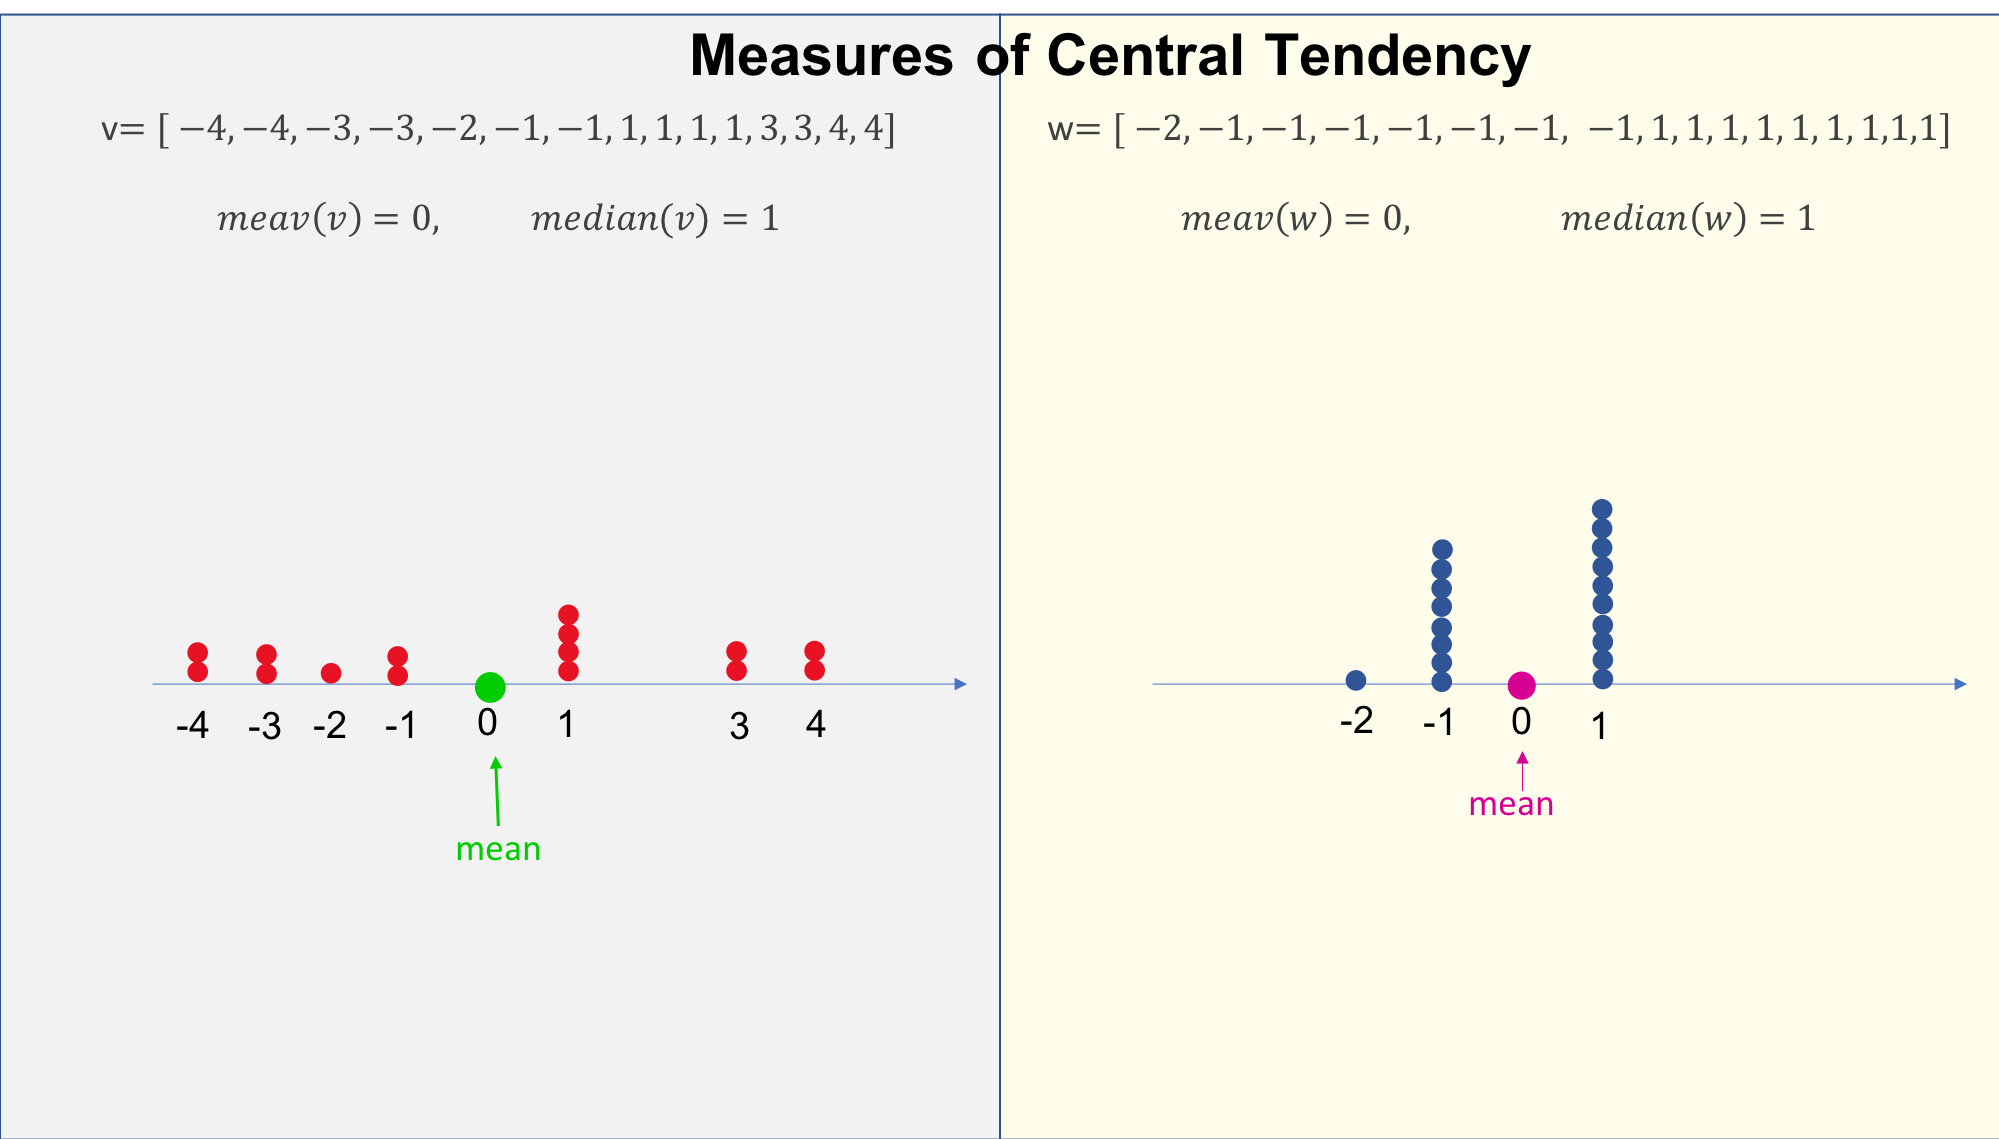 Measures of Central Tendency
v= [ −4, −4, −3, −3, −2, −1, −1, 1, 1, 1, 1, 3, 3, 4, 4]
meav(v) = 0, median(v) = 1
-4 -3 -2 -1 0 1 3 4
mean
w= [ −2, −1, −1, −1, −1, −1, −1, −1, 1, 1, 1, 1, 1, 1, 1,1,1]
meav(w) = 0, median(w) = 1
-2 -1 0 1
mean